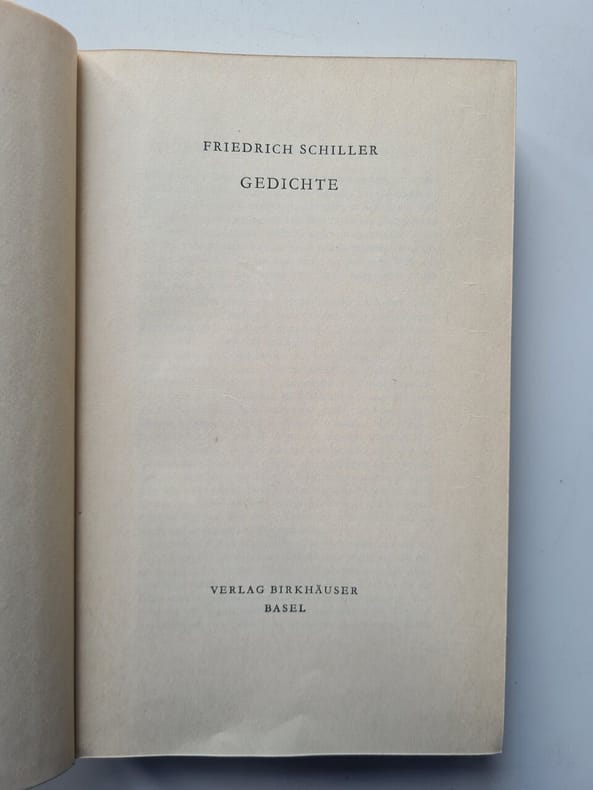 FRIEDRICH SCHILLER
GEDICHTE
VERLAG BIRKHÄUSER
BASEL